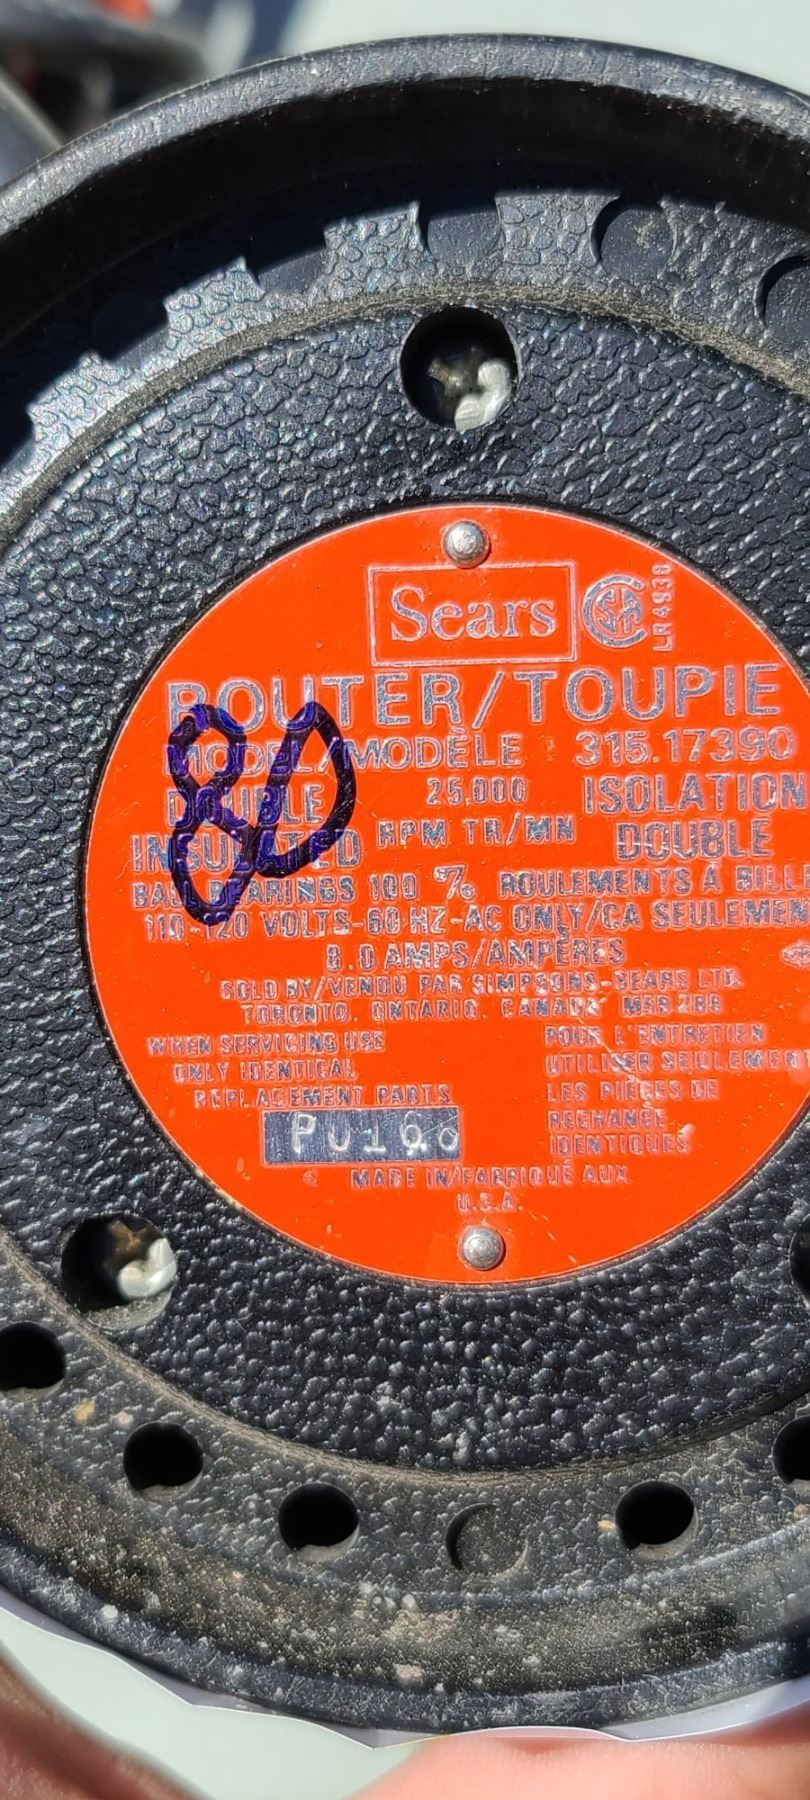 Sears
LR4938
ROUTER/TOUPIE
MODEL/MODÈLE 315.17390
DOUBLE 25,000 ISOLATION
INSULATED RPM TR/MN DOUBLE
BALL BEARINGS 100 % ROULEMENTS À BILLE
110-120 VOLTS-60 HZ-AC ONLY/CA SEULEMEN
8.0 AMPS/AMPÈRES
SOLD BY/VENDU PAR SIMPSONS-SEARS LTD.
TORONTO, ONTARIO, CANADA M5B 2B8
WHEN SERVICING USE
ONLY IDENTICAL
REPLACEMENT PARTS
POUR L'ENTRETIEN
UTILISER SEULEMEN
LES PIÈCES DE
RECHANGE
IDENTIQUES
MADE IN/FABRIQUÉ AUX
U.S.A.
80